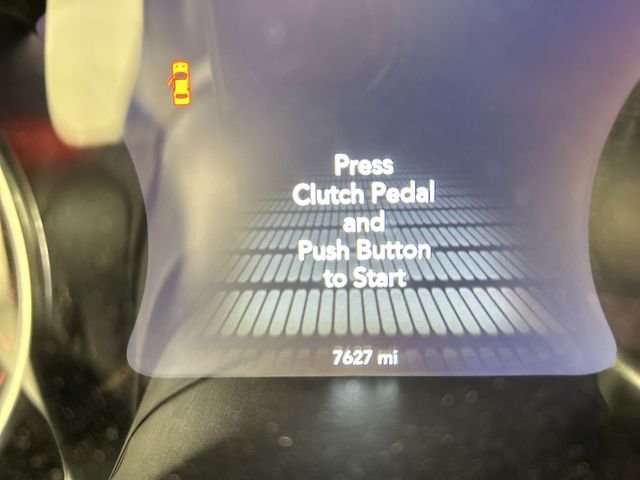 Press
Clutch Pedal
and
Push Button
to Start
7627 mi